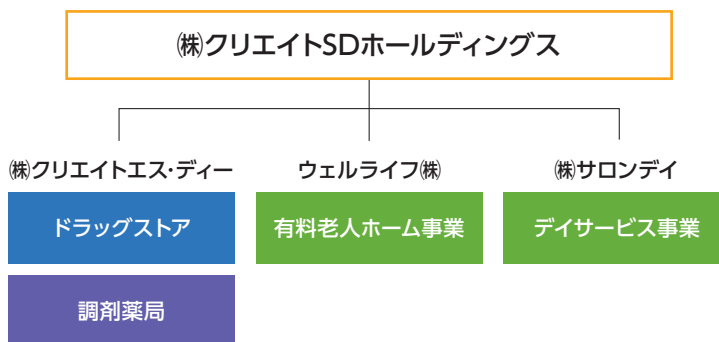 ㈱クリエイトSDホールディングス
㈱クリエイトエス・ディー
ウェルライフ㈱
㈱サロンデイ
ドラッグストア
有料老人ホーム事業
デイサービス事業
調剤薬局